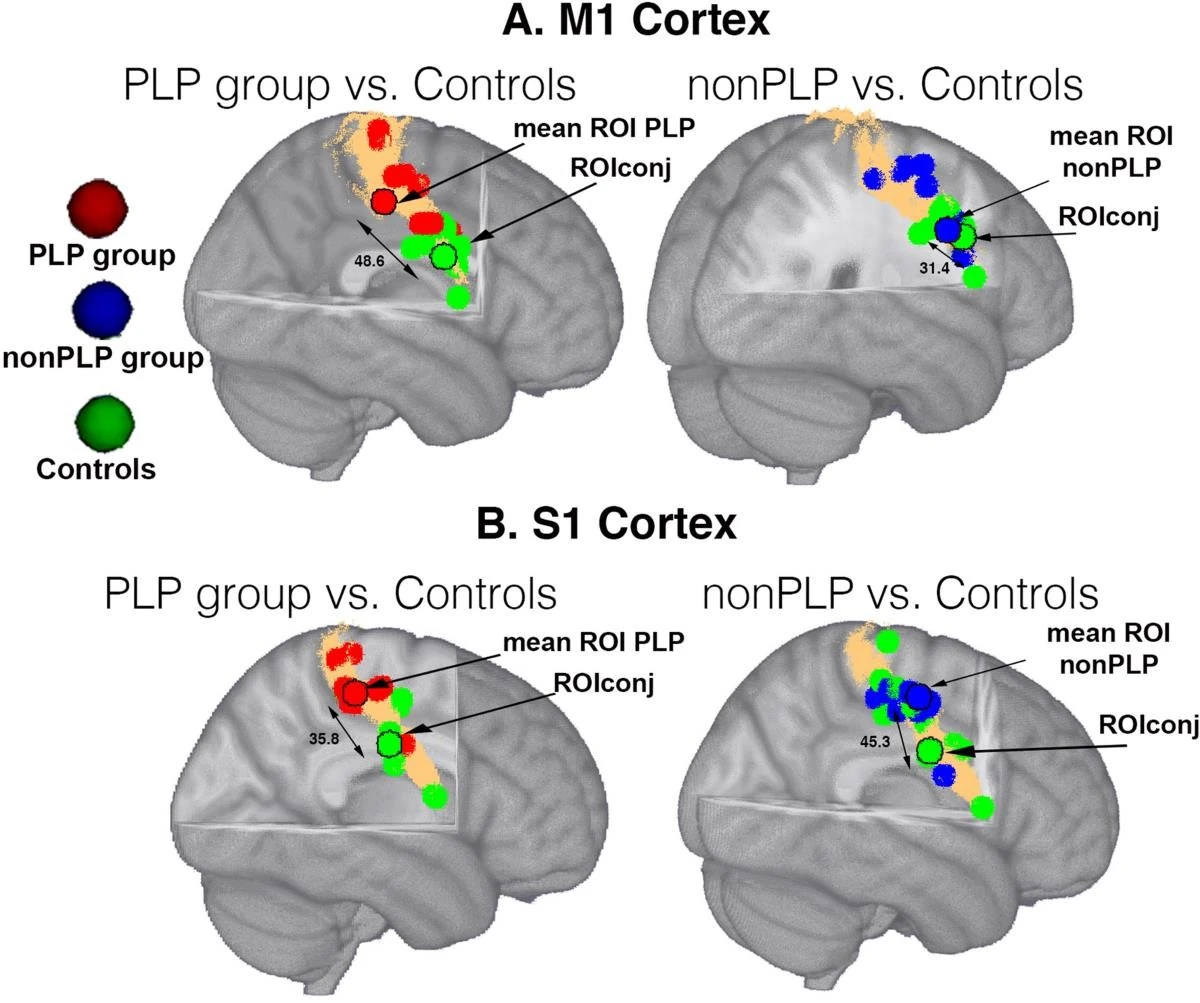 A. M1 Cortex
PLP group vs. Controls
nonPLP vs. Controls
mean ROI PLP
ROIconj
48.6
mean ROI
nonPLP
ROIconj
31.4
PLP group
nonPLP group
Controls
B. S1 Cortex
PLP group vs. Controls
nonPLP vs. Controls
mean ROI PLP
ROIconj
35.8
mean ROI
nonPLP
ROIconj
45.3